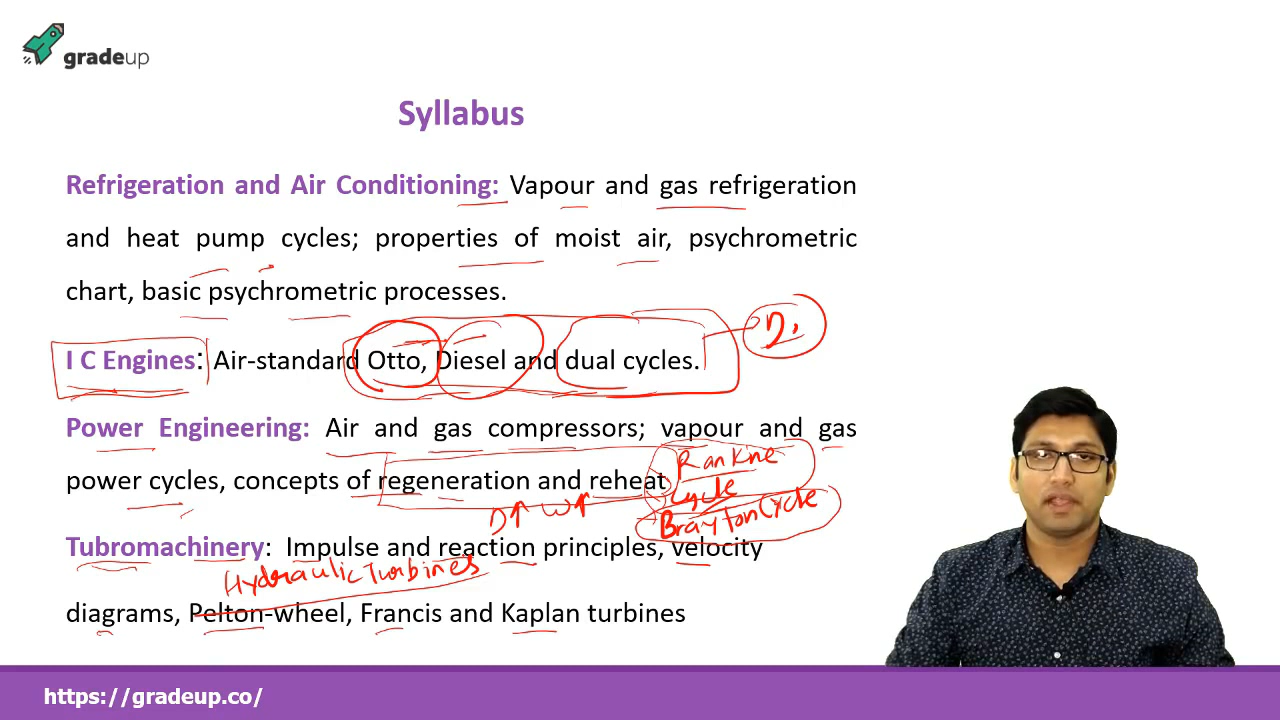 gradeup
Syllabus
Refrigeration and Air Conditioning: Vapour and gas refrigeration
and heat pump cycles; properties of moist air, psychrometric
chart, basic psychrometric processes.
I C Engines: Air-standard Otto, Diesel and dual cycles.
Power Engineering: Air and gas compressors; vapour and gas
power cycles, concepts of regeneration and reheat
Rankine
Cycle
Brayton Cycle
Tubromachinery: Impulse and reaction principles, velocity
Hydraulic Turbines
diagrams, Pelton-wheel, Francis and Kaplan turbines
https://gradeup.co/